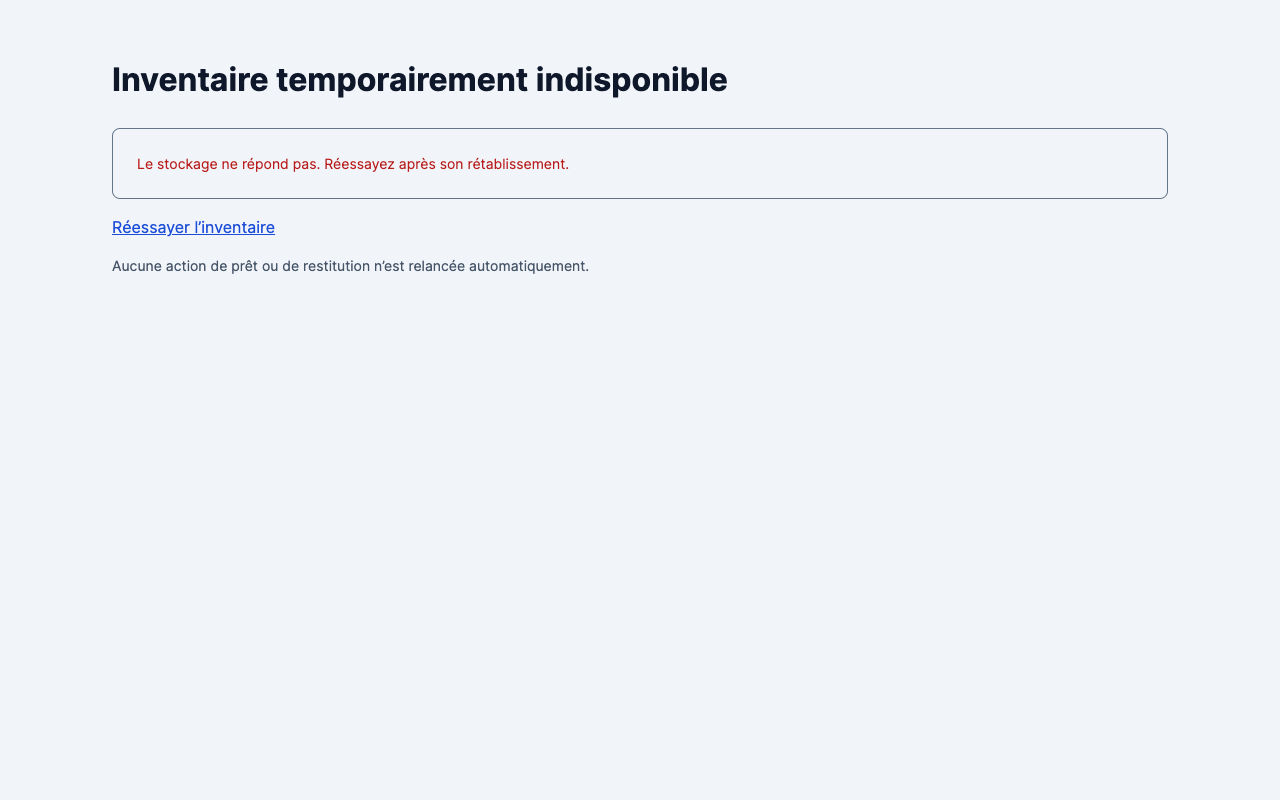 Inventaire temporairement indisponible
Le stockage ne répond pas. Réessayez après son rétablissement.
Réessayer l’inventaire
Aucune action de prêt ou de restitution n’est relancée automatiquement.